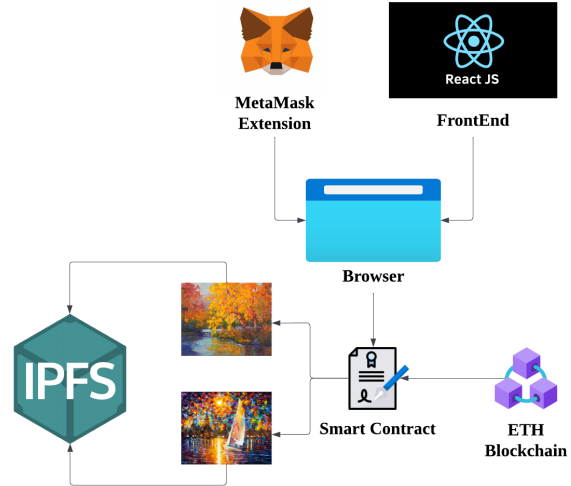 React JS
MetaMask
Extension
FrontEnd
Browser
IPFS
Smart Contract
ETH
Blockchain